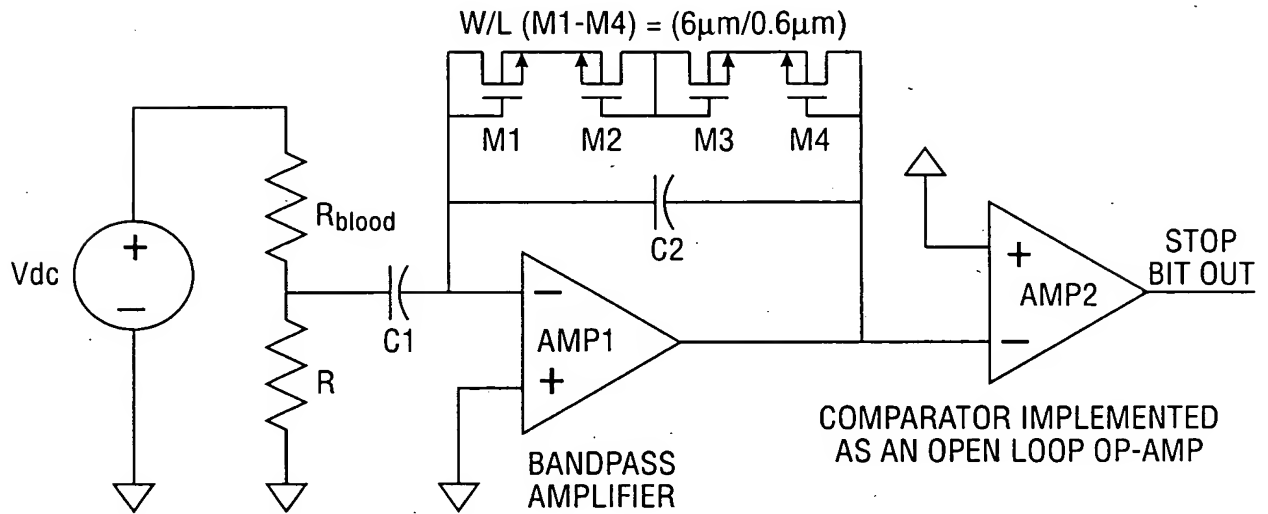 W/L (M1-M4) = (6μm/0.6μm)
M1
M2
M3
M4
Rblood
+
−
Vdc
C2
C1
R
−
AMP1
+
+
AMP2
−
STOP
BIT OUT
BANDPASS
AMPLIFIER
COMPARATOR IMPLEMENTED
AS AN OPEN LOOP OP-AMP